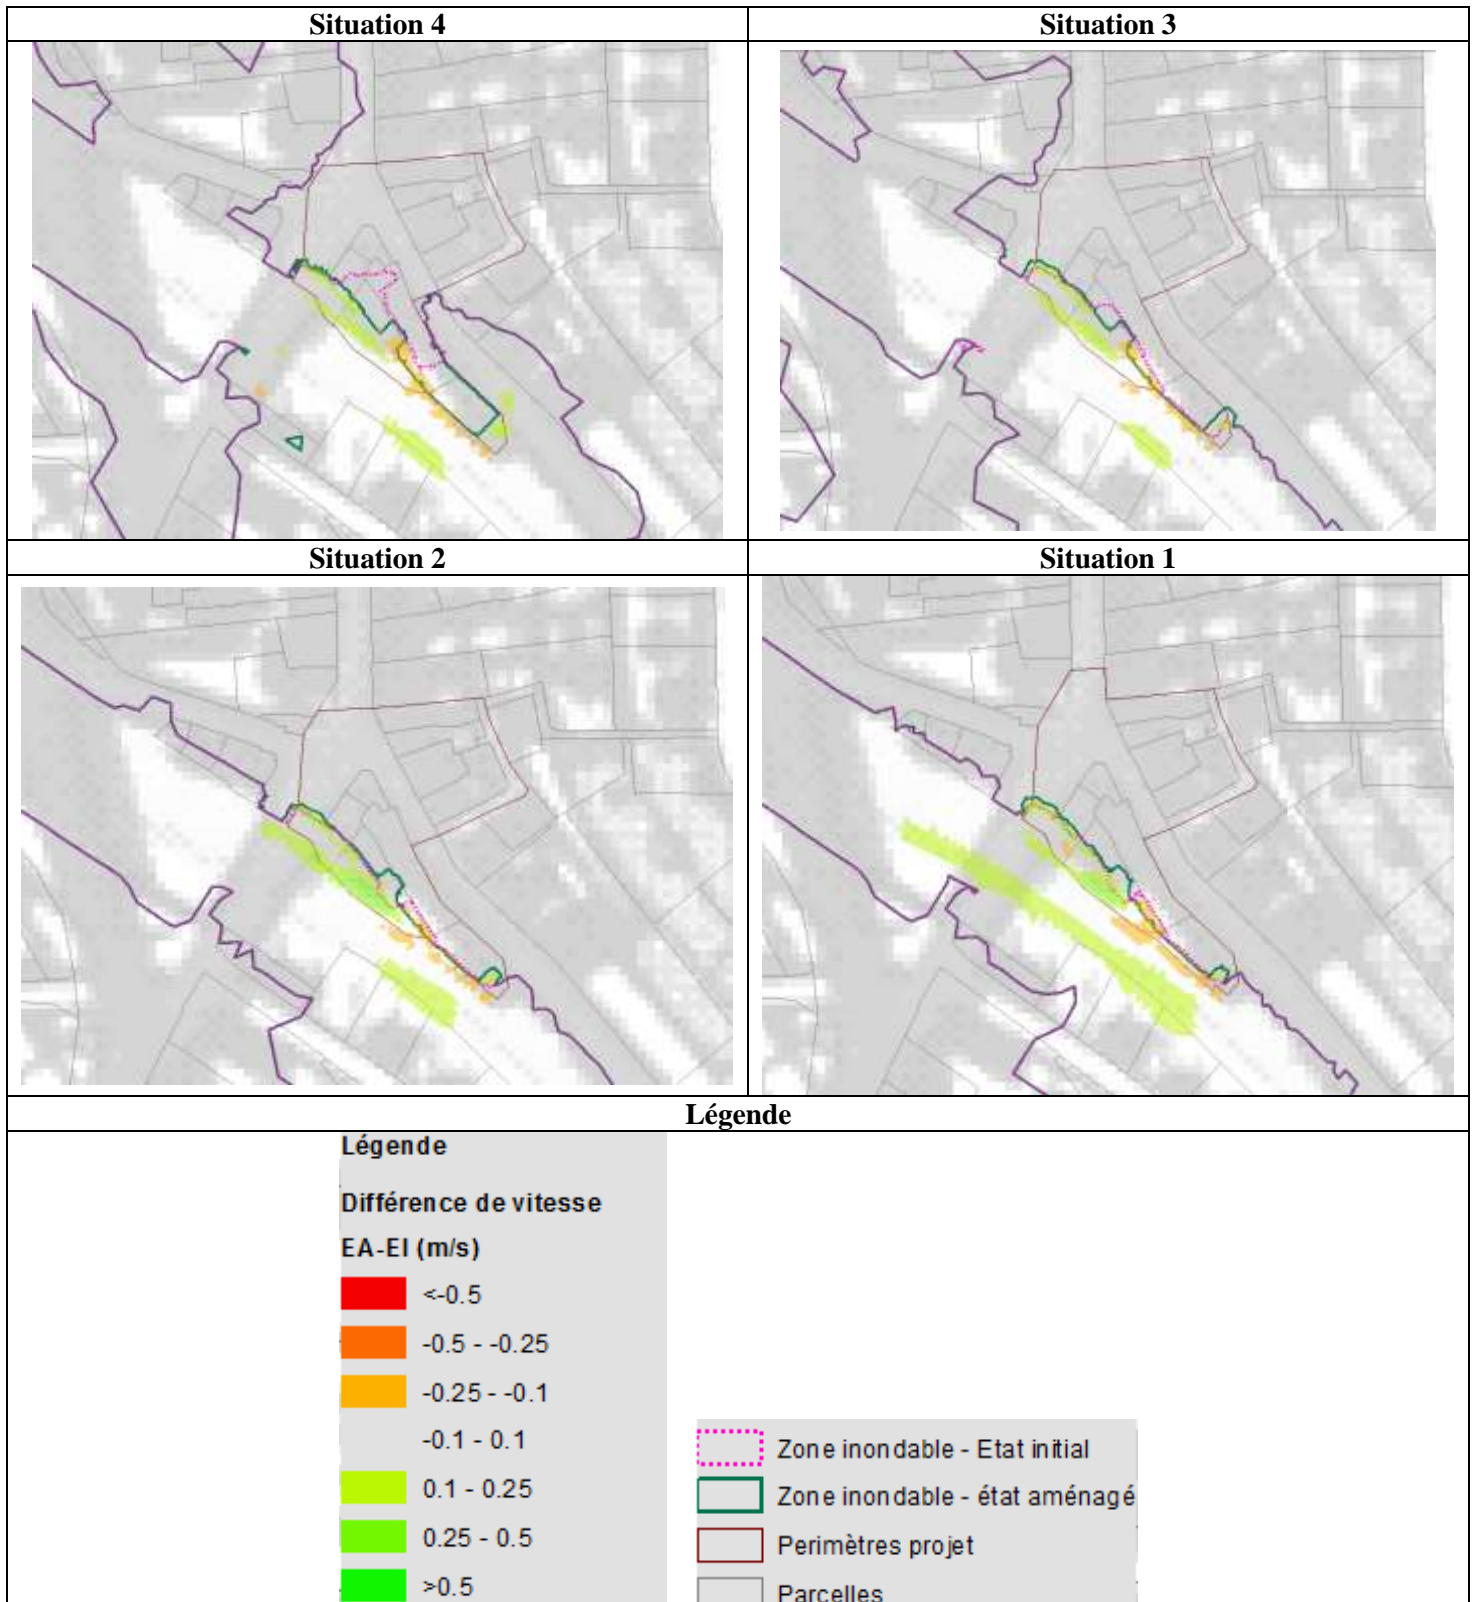 Situation 4
Situation 3
Situation 2
Situation 1
Légende
Légende
Différence de vitesse
EA-EI (m/s)
<-0.5
-0.5 - -0.25
-0.25 - -0.1
-0.1 - 0.1
0.1 - 0.25
0.25 - 0.5
>0.5
Zone inondable - Etat initial
Zone inondable - état aménagé
Perimètres projet
Parcelles